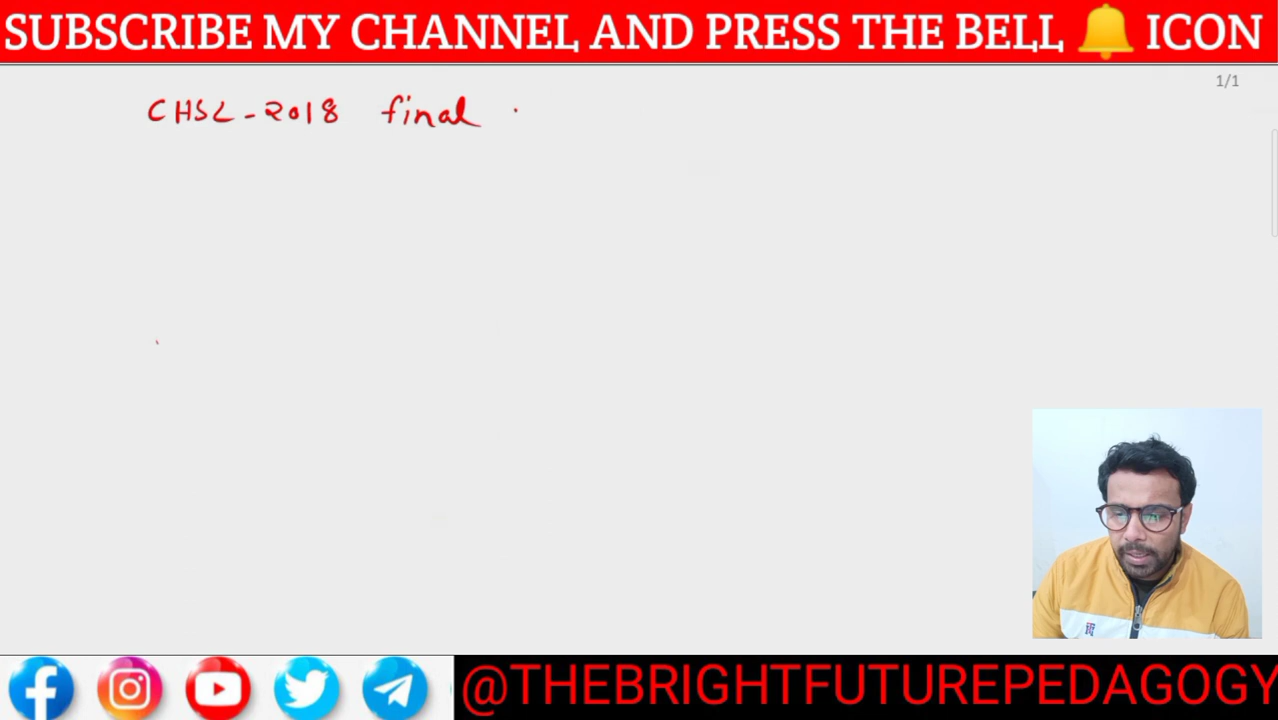 SUBSCRIBE MY CHANNEL AND PRESS THE BELL 🔔 ICON
1/1
CHSL-2018 final
@THEBRIGHTFUTUREPEDAGOGY